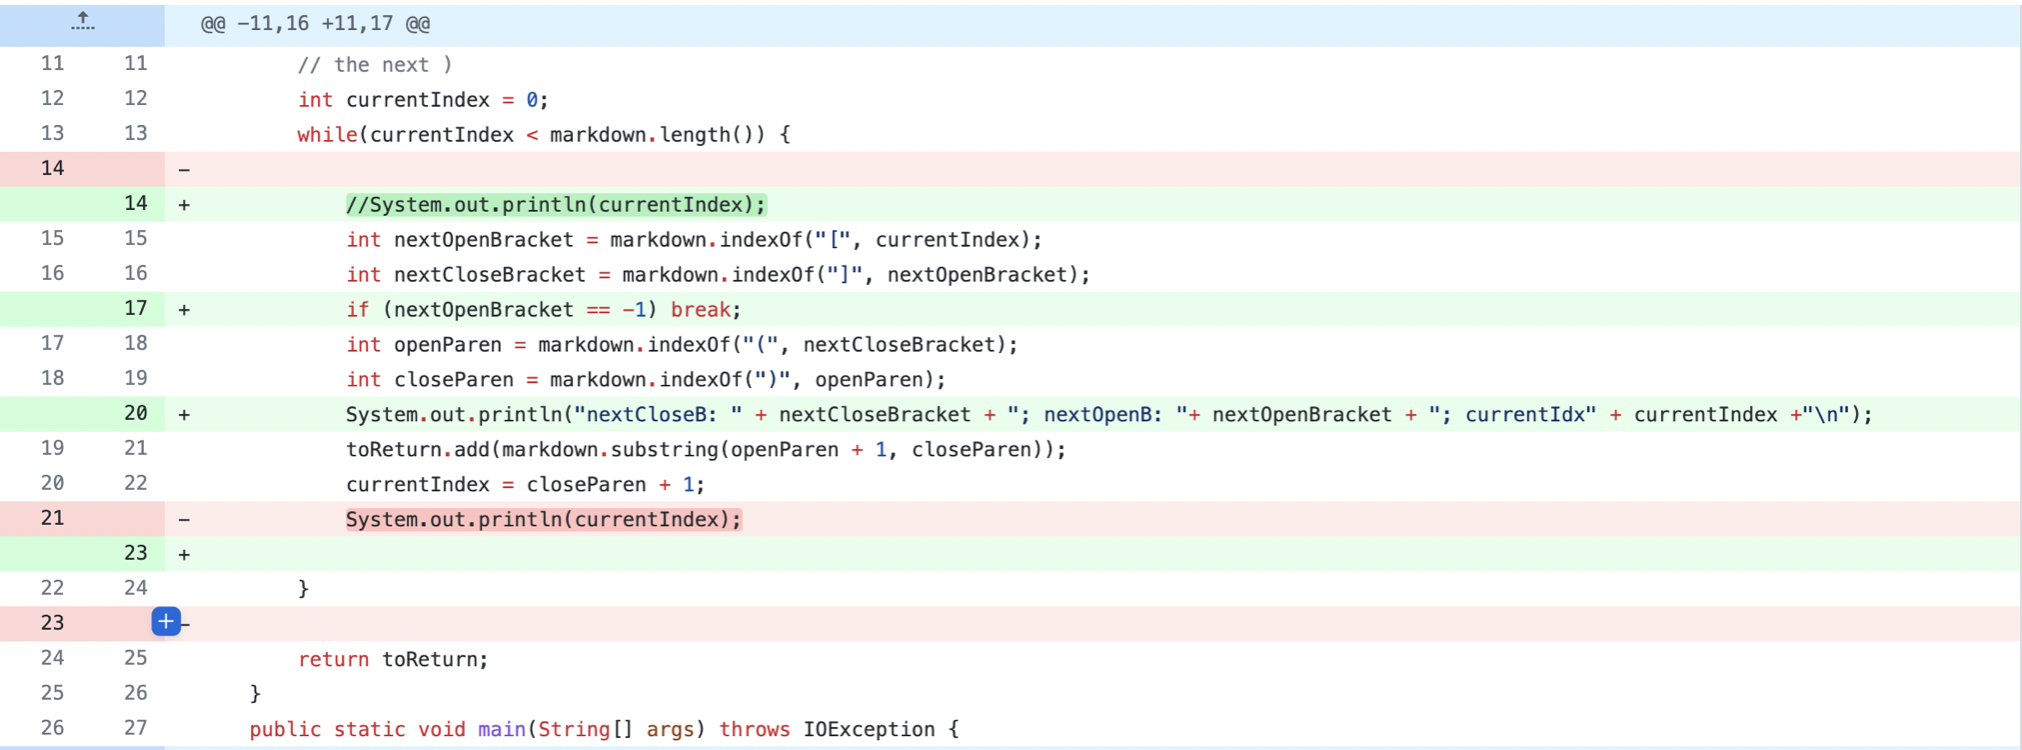 @@ -11,16 +11,17 @@
11 11 // the next )
12 12 int currentIndex = 0;
13 13 while(currentIndex < markdown.length()) {
14 -
14 + //System.out.println(currentIndex);
15 15 int nextOpenBracket = markdown.indexOf("[", currentIndex);
16 16 int nextCloseBracket = markdown.indexOf("]", nextOpenBracket);
17 + if (nextOpenBracket == -1) break;
17 18 int openParen = markdown.indexOf("(", nextCloseBracket);
18 19 int closeParen = markdown.indexOf(")", openParen);
20 + System.out.println("nextCloseB: " + nextCloseBracket + "; nextOpenB: "+ nextOpenBracket + "; currentIdx" + currentIndex +"\n");
19 21 toReturn.add(markdown.substring(openParen + 1, closeParen));
20 22 currentIndex = closeParen + 1;
21 - System.out.println(currentIndex);
23 +
22 24 }
23 + -
24 25 return toReturn;
25 26 }
26 27 public static void main(String[] args) throws IOException {